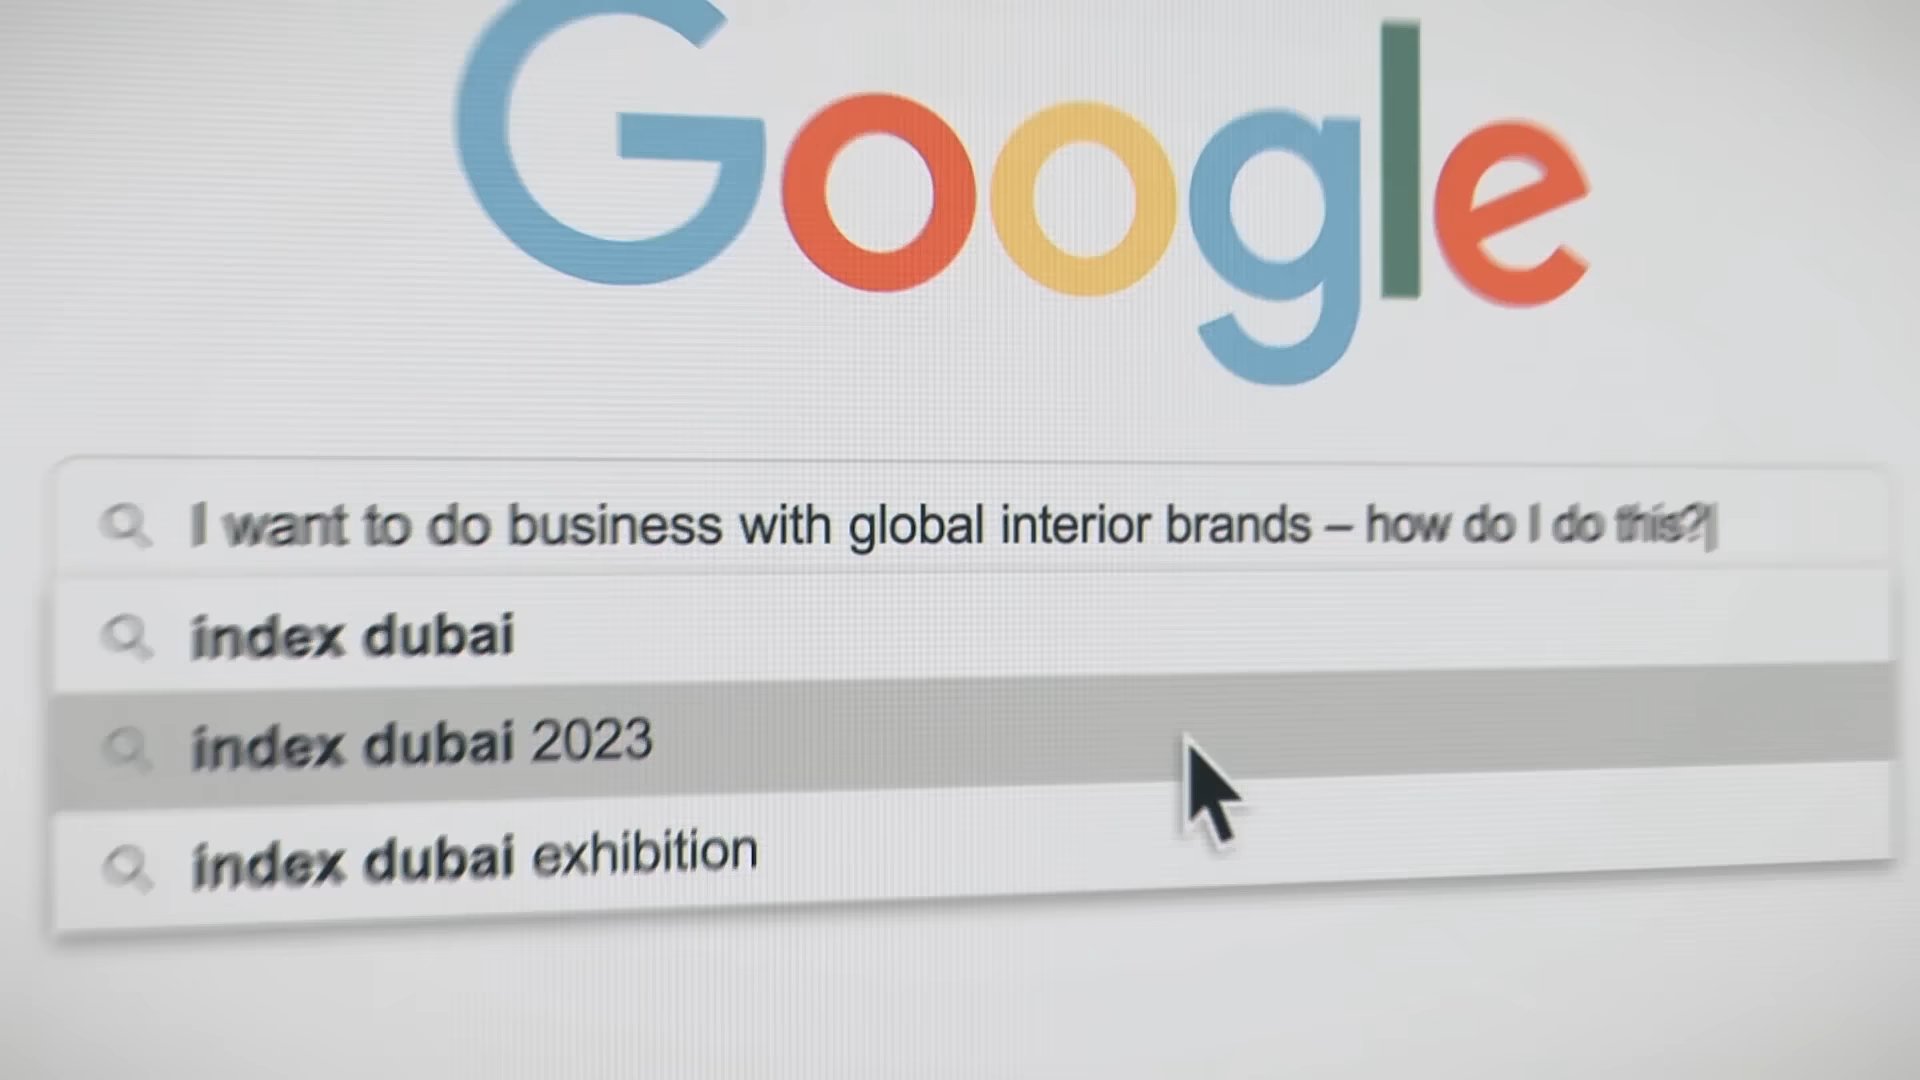 Google
I want to do business with global interior brands – how do I do this?
index dubai
index dubai 2023
index dubai exhibition